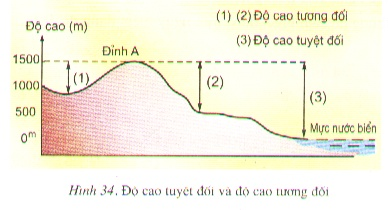 Độ cao (m)
(1) (2) Độ cao tương đối
(3) Độ cao tuyệt đối
Đỉnh A
1500
1000
500
0m
(1)
(2)
(3)
Mực nước biển
Hình 34. Độ cao tuyệt đối và độ cao tương đối